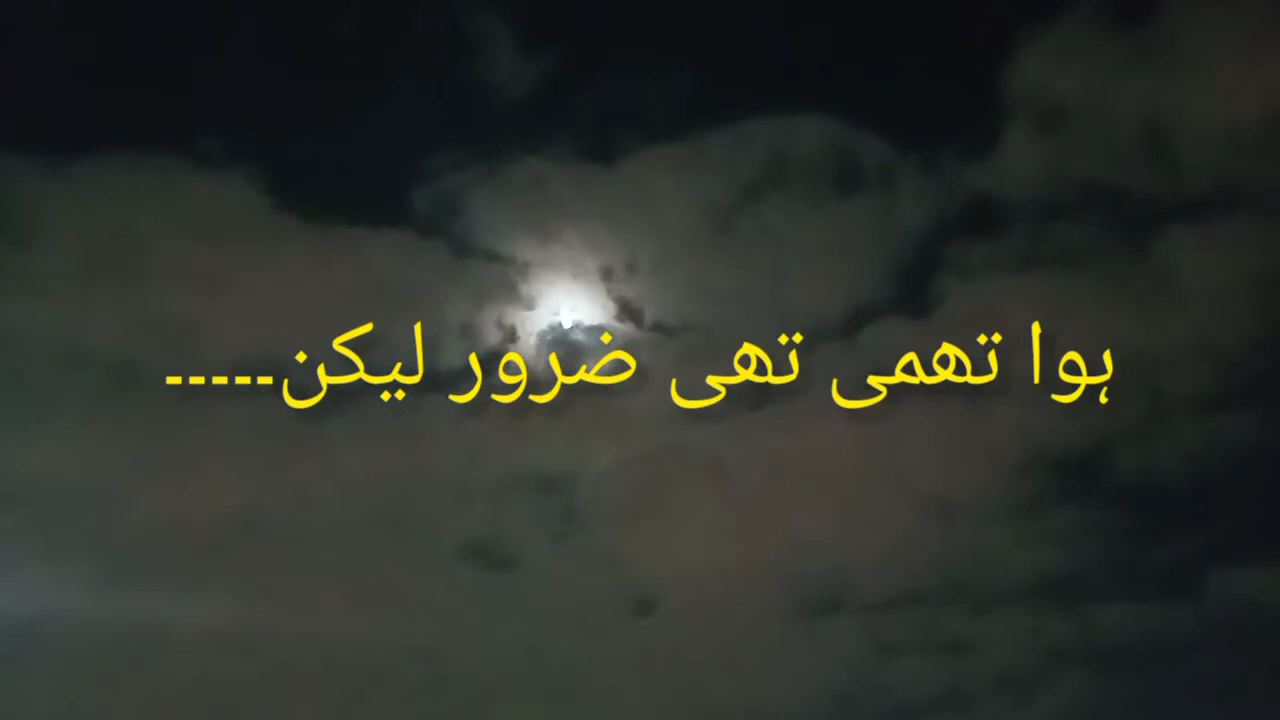 ہوا تھمی تھی ضرور لیکن-----